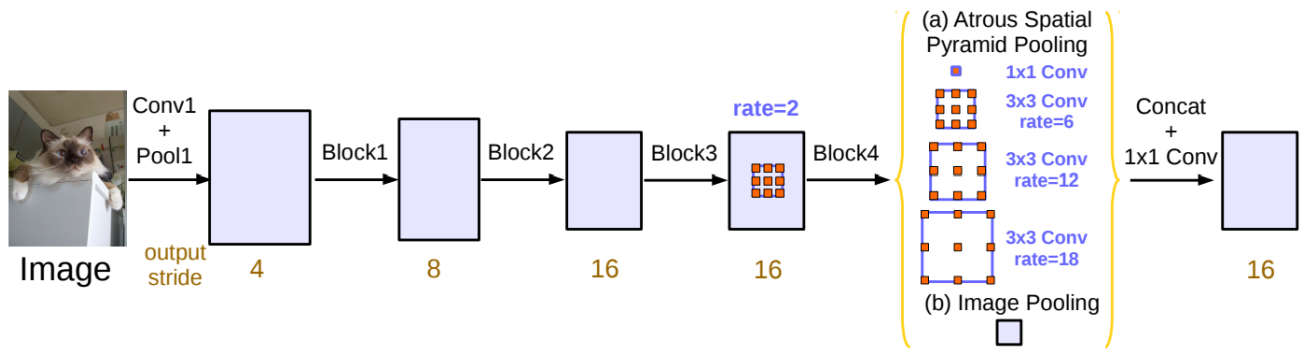 Image
Conv1
+
Pool1
output
stride
4
Block1
8
Block2
16
Block3
rate=2
16
Block4
(a) Atrous Spatial
Pyramid Pooling
1x1 Conv
3x3 Conv
rate=6
3x3 Conv
rate=12
3x3 Conv
rate=18
(b) Image Pooling
Concat
+
1x1 Conv
16